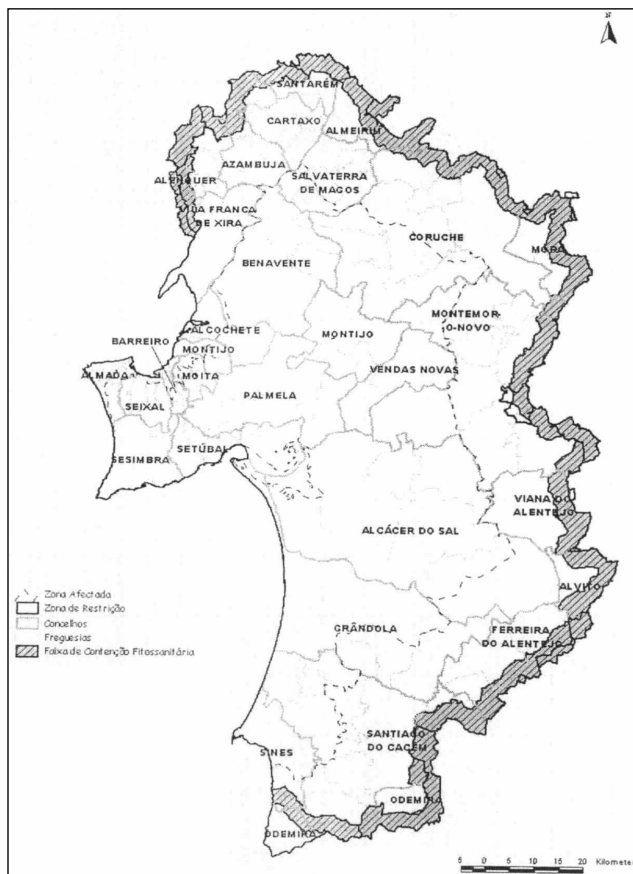 SANTARÉM
CARTAXO
ALMEIRIM
AZAMBUJA
ALENQUER
SALVATERRA
DE MAGOS
VILA FRANCA
DE XIRA
CORUCHE
MORA
BENAVENTE
MONTEMOR-
O-NOVO
ALCOCHETE
BARREIRO
MONTIJO
MONTIJO
VENDAS NOVAS
ALMADA
MOITA
SEIXAL
PALMELA
SETÚBAL
SESIMBRA
VIANA DO
ALENTEJO
ALCÁCER DO SAL
ALVITO
Zona Afectada
Zona de Restrição
Concelhos
Freguesias
Faixa de Contenção Fitossanitária
GRÂNDOLA
FERREIRA
DO ALENTEJO
SANTIAGO
DO CACÉM
SINES
ODEMIRA
ODEMIRA
5 0 5 10 15 20 Kilometer